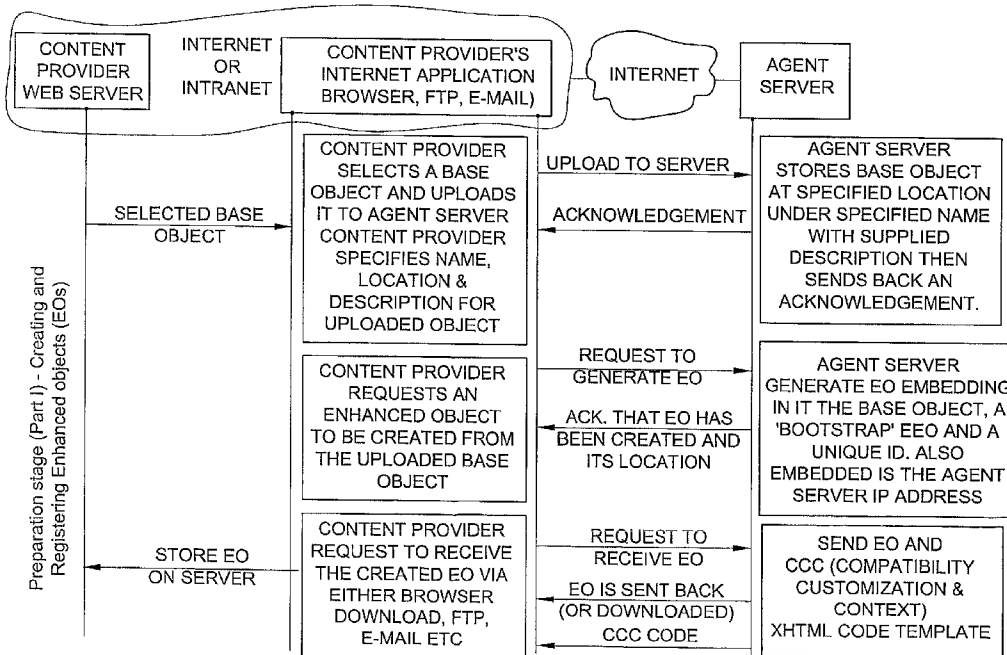 CONTENT
PROVIDER
WEB SERVER
INTERNET
OR
INTRANET
CONTENT PROVIDER'S
INTERNET APPLICATION
BROWSER, FTP, E-MAIL)
INTERNET
AGENT
SERVER
SELECTED BASE
OBJECT
CONTENT PROVIDER
SELECTS A BASE
OBJECT AND UPLOADS
IT TO AGENT SERVER
CONTENT PROVIDER
SPECIFIES NAME,
LOCATION &
DESCRIPTION FOR
UPLOADED OBJECT
UPLOAD TO SERVER
ACKNOWLEDGEMENT
AGENT SERVER
STORES BASE OBJECT
AT SPECIFIED LOCATION
UNDER SPECIFIED NAME
WITH SUPPLIED
DESCRIPTION THEN
SENDS BACK AN
ACKNOWLEDGEMENT.
Preparation stage (Part I)) - Creating and
Registering Enhanced objects (EOs)
CONTENT PROVIDER
REQUESTS AN
ENHANCED OBJECT
TO BE CREATED FROM
THE UPLOADED BASE
OBJECT
REQUEST TO
GENERATE EO
ACK. THAT EO HAS
BEEN CREATED AND
ITS LOCATION
AGENT SERVER
GENERATE EO EMBEDDING
IN IT THE BASE OBJECT, A
'BOOTSTRAP' EEO AND A
UNIQUE ID. ALSO
EMBEDDED IS THE AGENT
SERVER IP ADDRESS
STORE EO
ON SERVER
CONTENT PROVIDER
REQUEST TO RECEIVE
THE CREATED EO VIA
EITHER BROWSER
DOWNLOAD, FTP,
E-MAIL ETC
REQUEST TO
RECEIVE EO
EO IS SENT BACK
(OR DOWNLOADED)
CCC CODE
SEND EO AND
CCC (COMPATIBILITY
CUSTOMIZATION &
CONTEXT)
XHTML CODE TEMPLATE